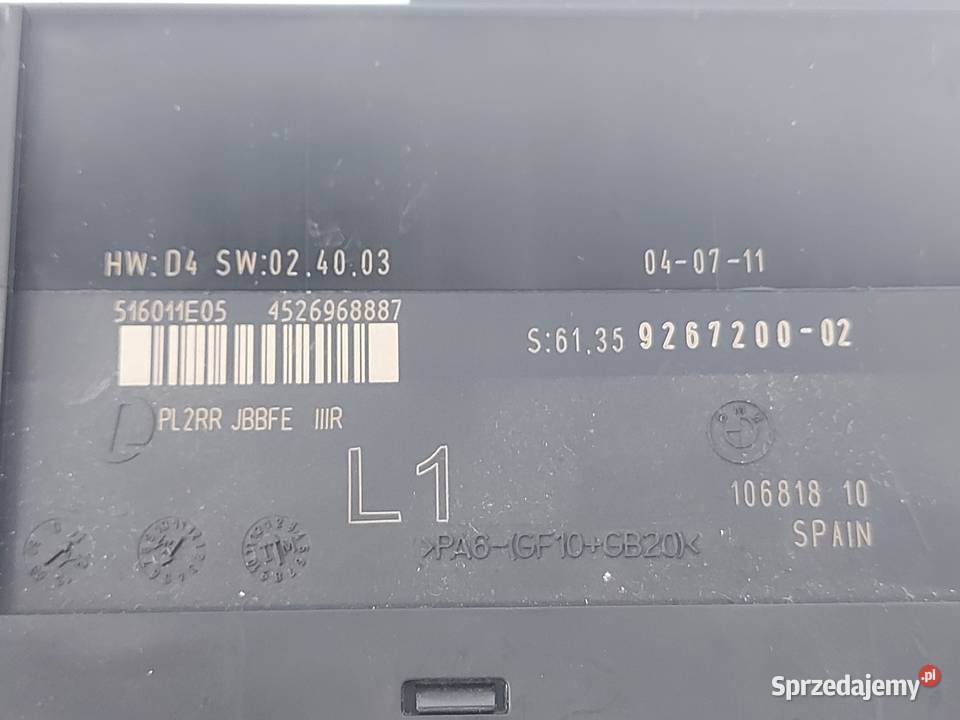 HW:D4 SW:02.40.03 04-07-11
516011E05 4526968887
S:61.35 9267200-02
PL2RR JBBFE IIIR
L1
106818 10
SPAIN
>PA6-(GF10+GB20)<
Sprzedajemy.pl